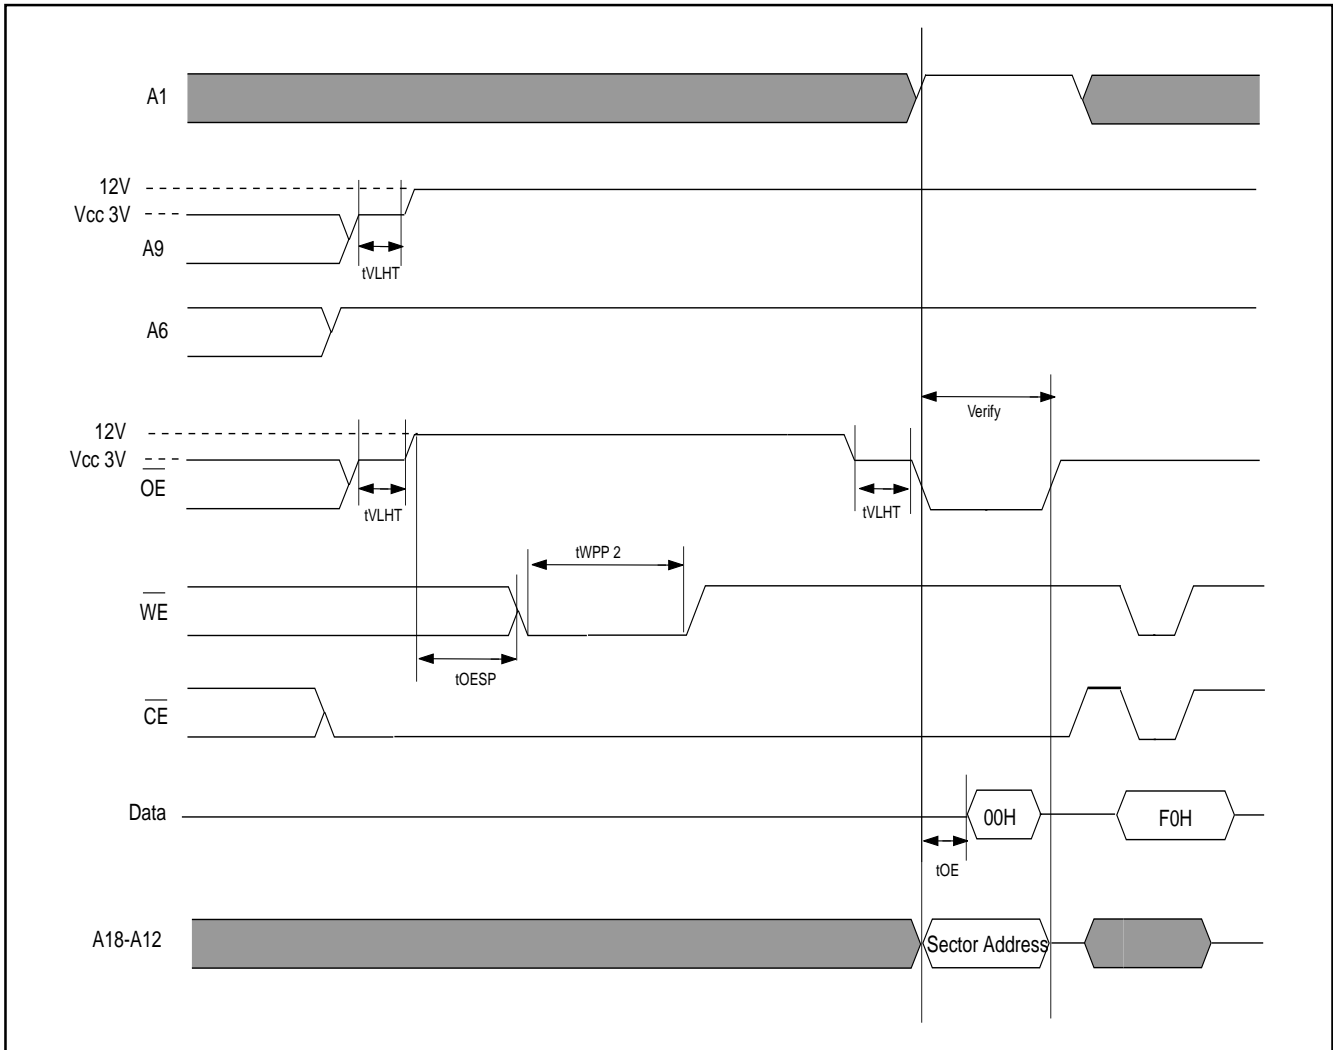 A1
12V
Vcc 3V
A9
tVLHT
A6
Verify
12V
Vcc 3V
OE
tVLHT
tVLHT
tWPP 2
WE
tOESP
CE
Data
00H
F0H
tOE
A18-A12
Sector Address